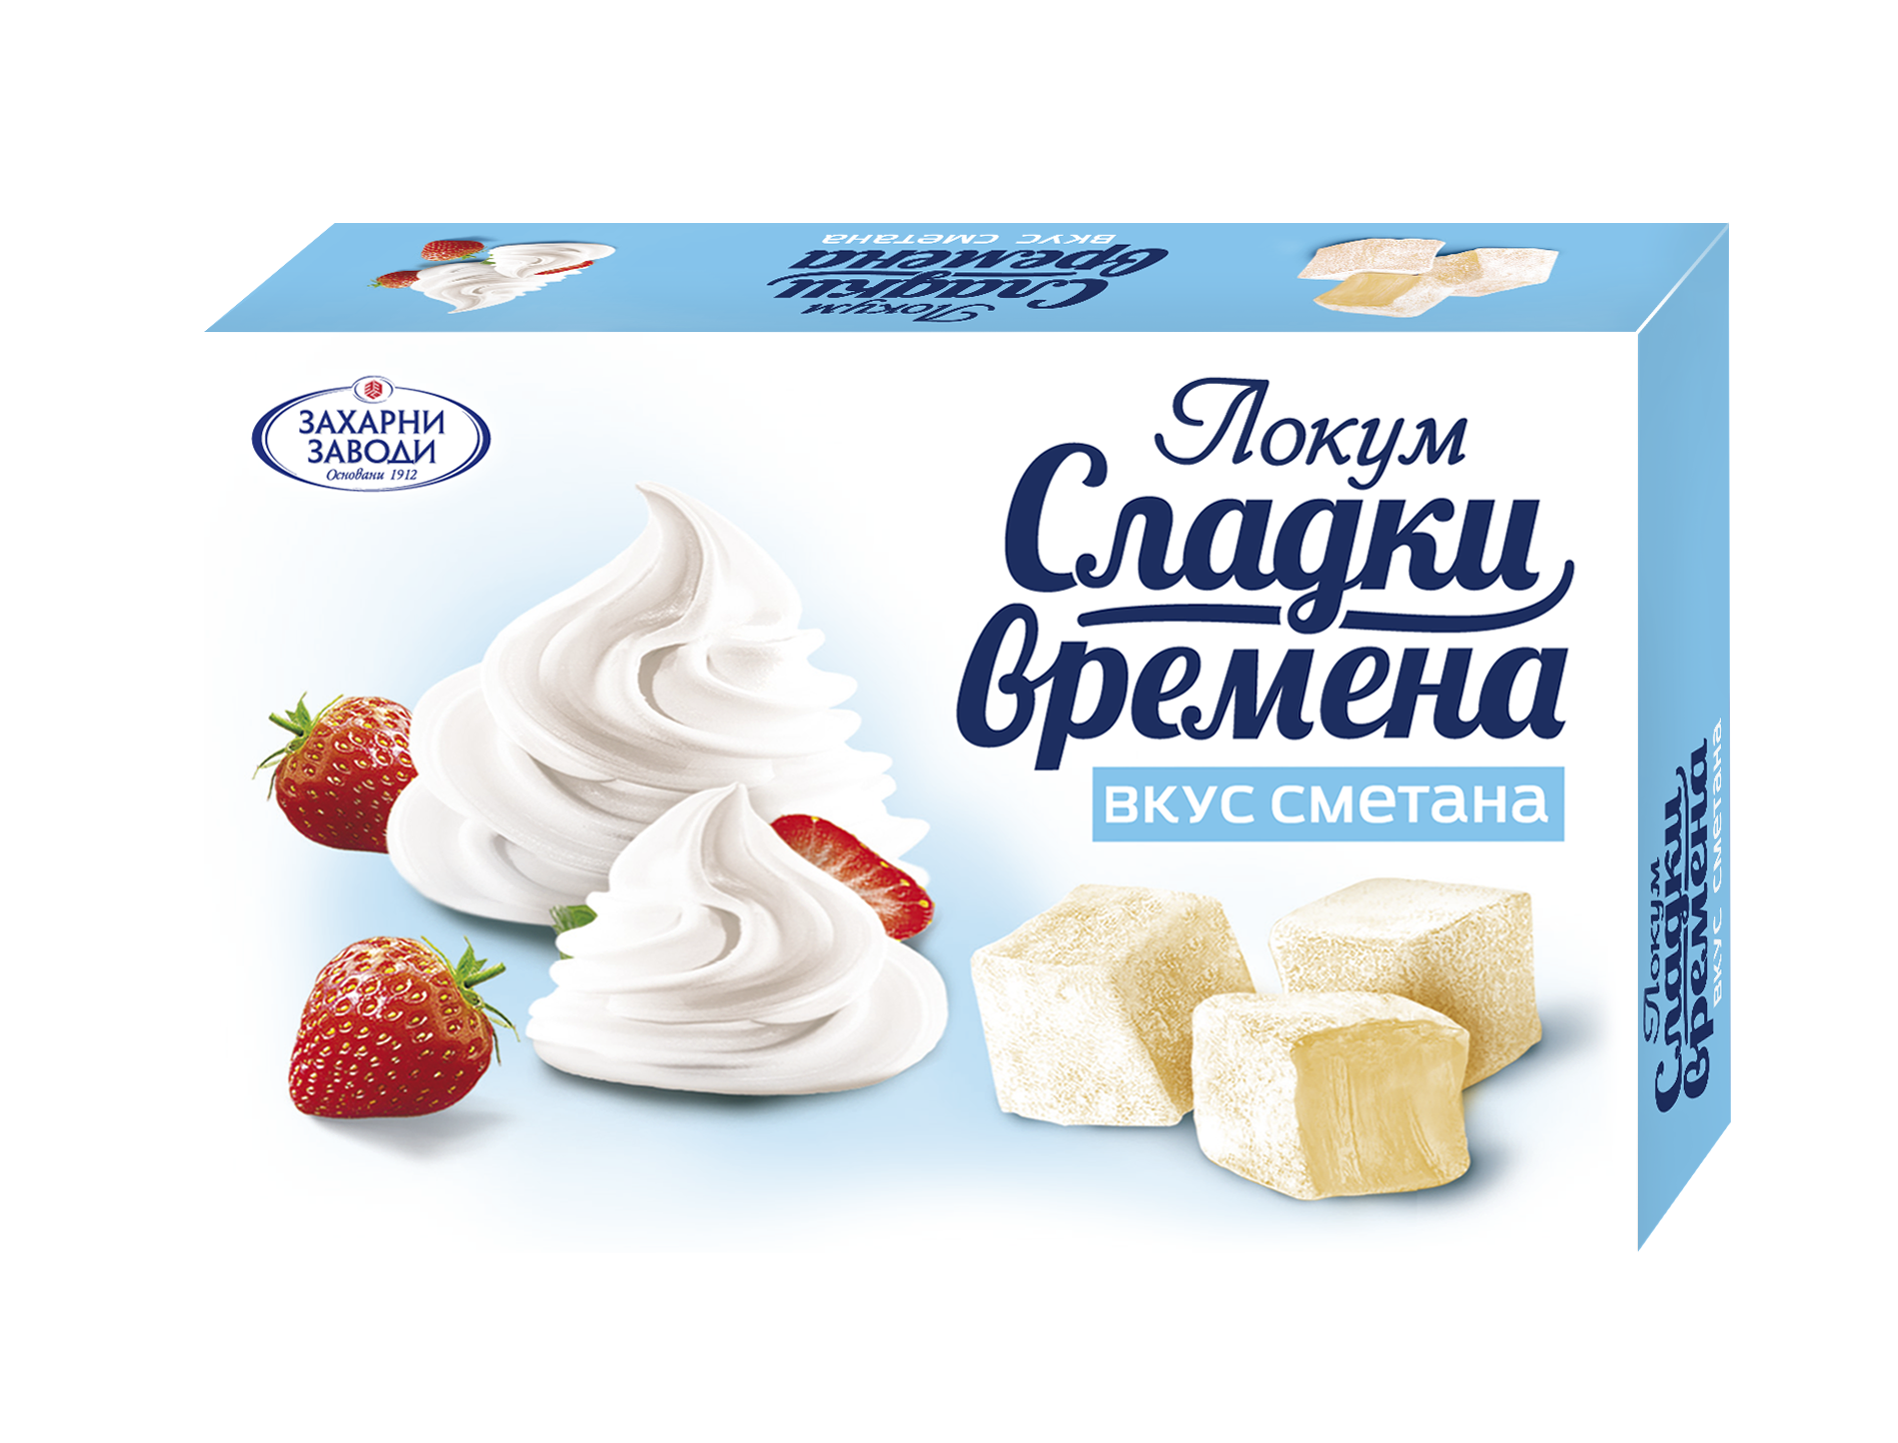 вкус сметана
времена
Сладки
Локум
ЗАХАРНИ
ЗАВОДИ
Основани 1912
Локум
Сладки
времена
вкус сметана
Локум
Сладки
времена
вкус сметана